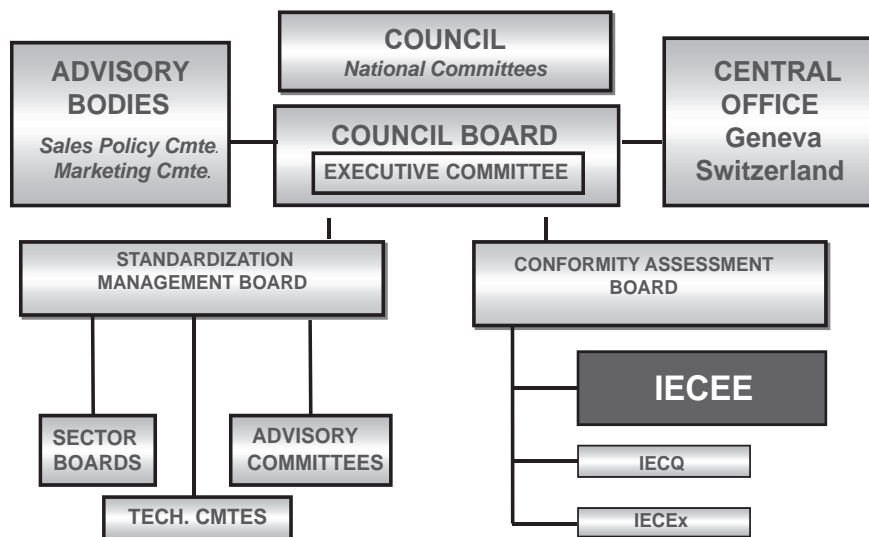 COUNCIL
National Committees
ADVISORY
BODIES
Sales Policy Cmte.
Marketing Cmte.
CENTRAL
OFFICE
Geneva
Switzerland
COUNCIL BOARD
EXECUTIVE COMMITTEE
STANDARDIZATION
MANAGEMENT BOARD
CONFORMITY ASSESSMENT
BOARD
SECTOR
BOARDS
ADVISORY
COMMITTEES
TECH. CMTES
IECEE
IECQ
IECEx